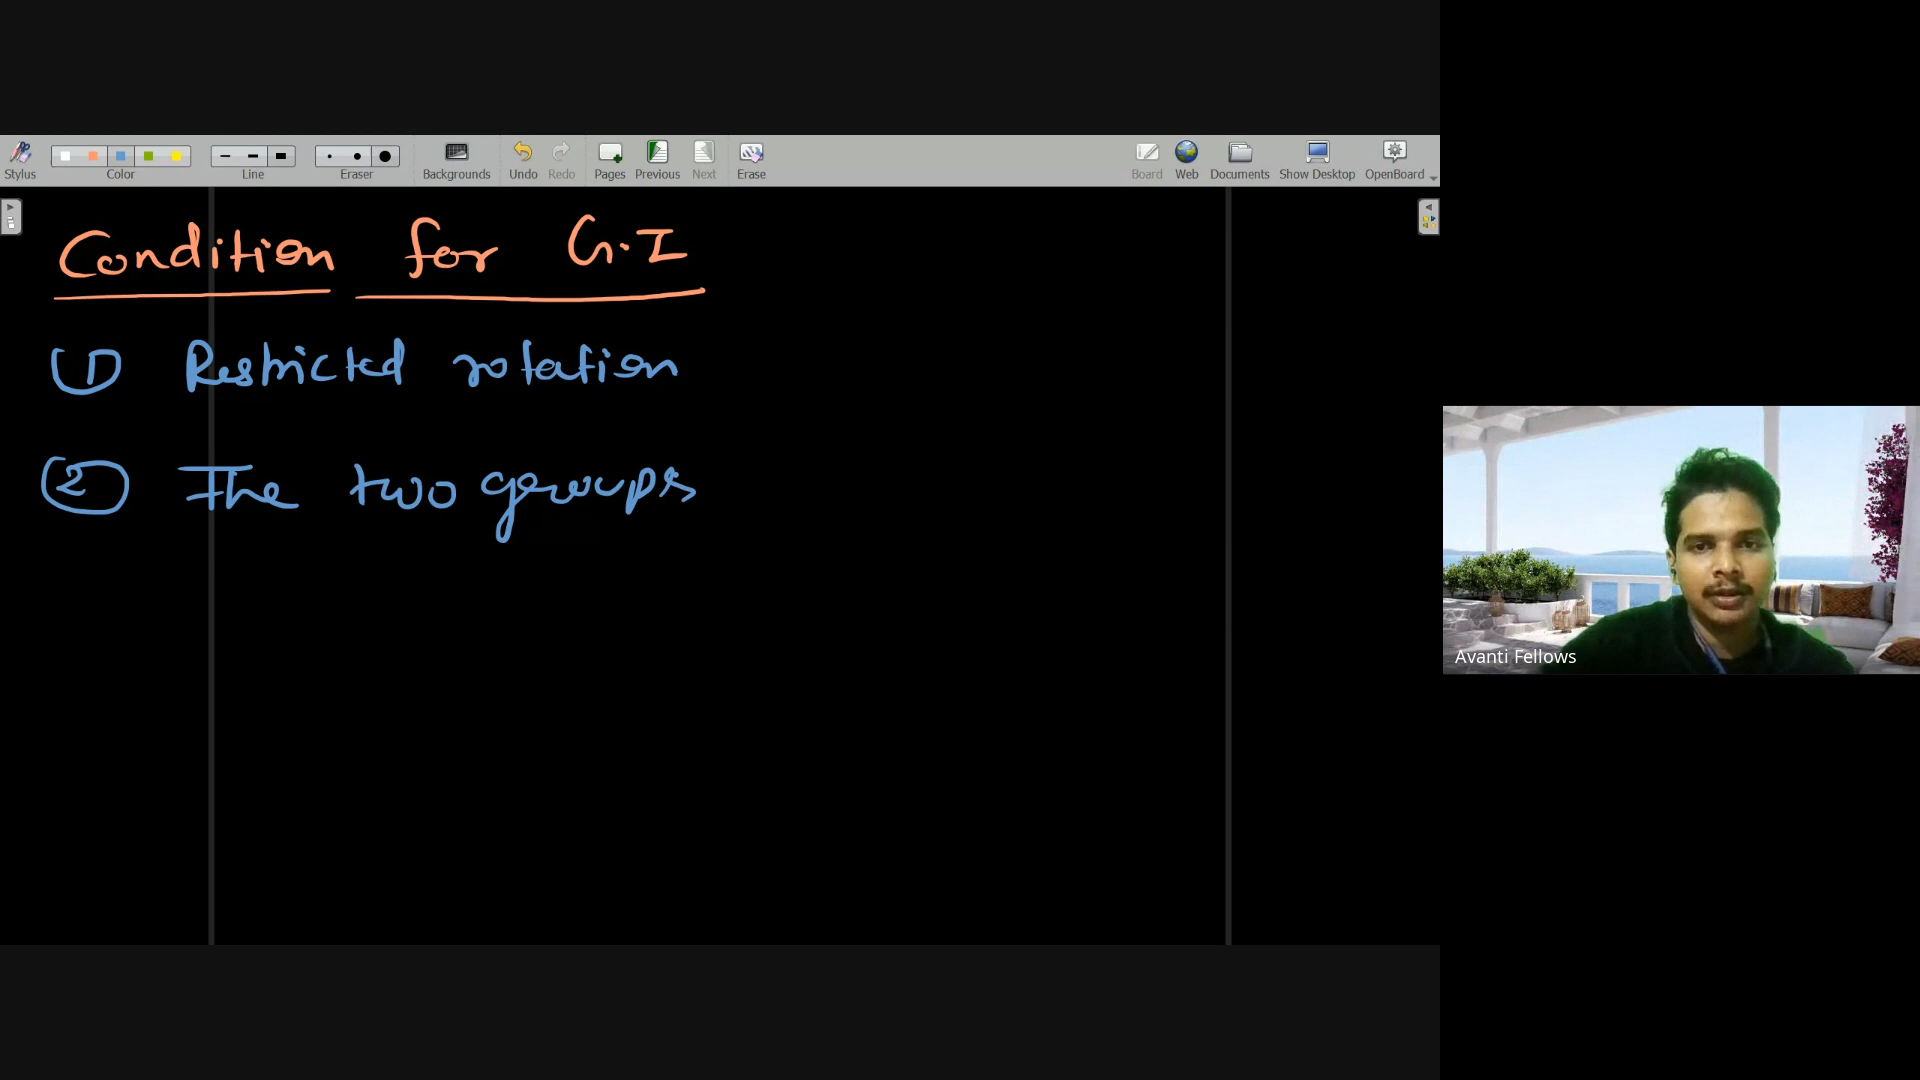 Stylus Color Line Eraser Backgrounds Undo Redo Pages Previous Next Erase Board Web Documents Show Desktop OpenBoard
Condition for G.I
1 Restricted rotation
2 The two groups
Avanti Fellows